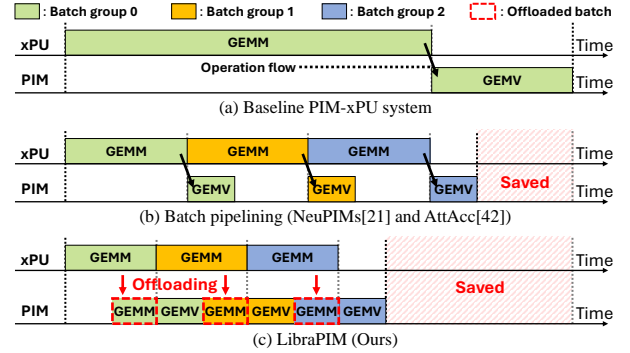 : Batch group 0 : Batch group 1 : Batch group 2 : Offloaded batch
xPU GEMM Time
Operation flow
PIM GEMV Time
(a) Baseline PIM-xPU system
xPU GEMM GEMM GEMM Time
PIM GEMV GEMV GEMV Saved Time
(b) Batch pipelining (NeuPIMs[21] and AttAcc[42])
xPU GEMM GEMM GEMM Time
Offloading Saved
PIM GEMM GEMV GEMM GEMV GEMM GEMV Time
(c) LibraPIM (Ours)